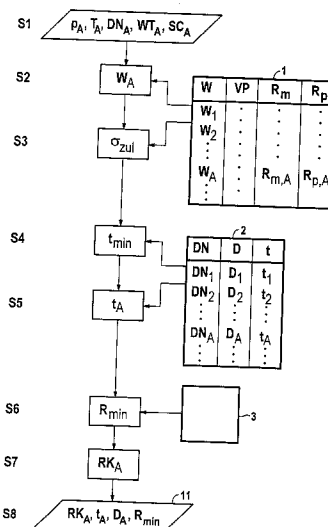 S1 p_A, T_A, DN_A, WT_A, SC_A
1
S2 W_A
W VP R_m R_p
W_1
W_2
W_A R_m,A R_p,A
S3 σ_zul
2
S4 t_min
DN D t
DN_1 D_1 t_1
DN_2 D_2 t_2
DN_A D_A t_A
S5 t_A
S6 R_min
3
S7 RK_A
11
S8 RK_A, t_A, D_A, R_min